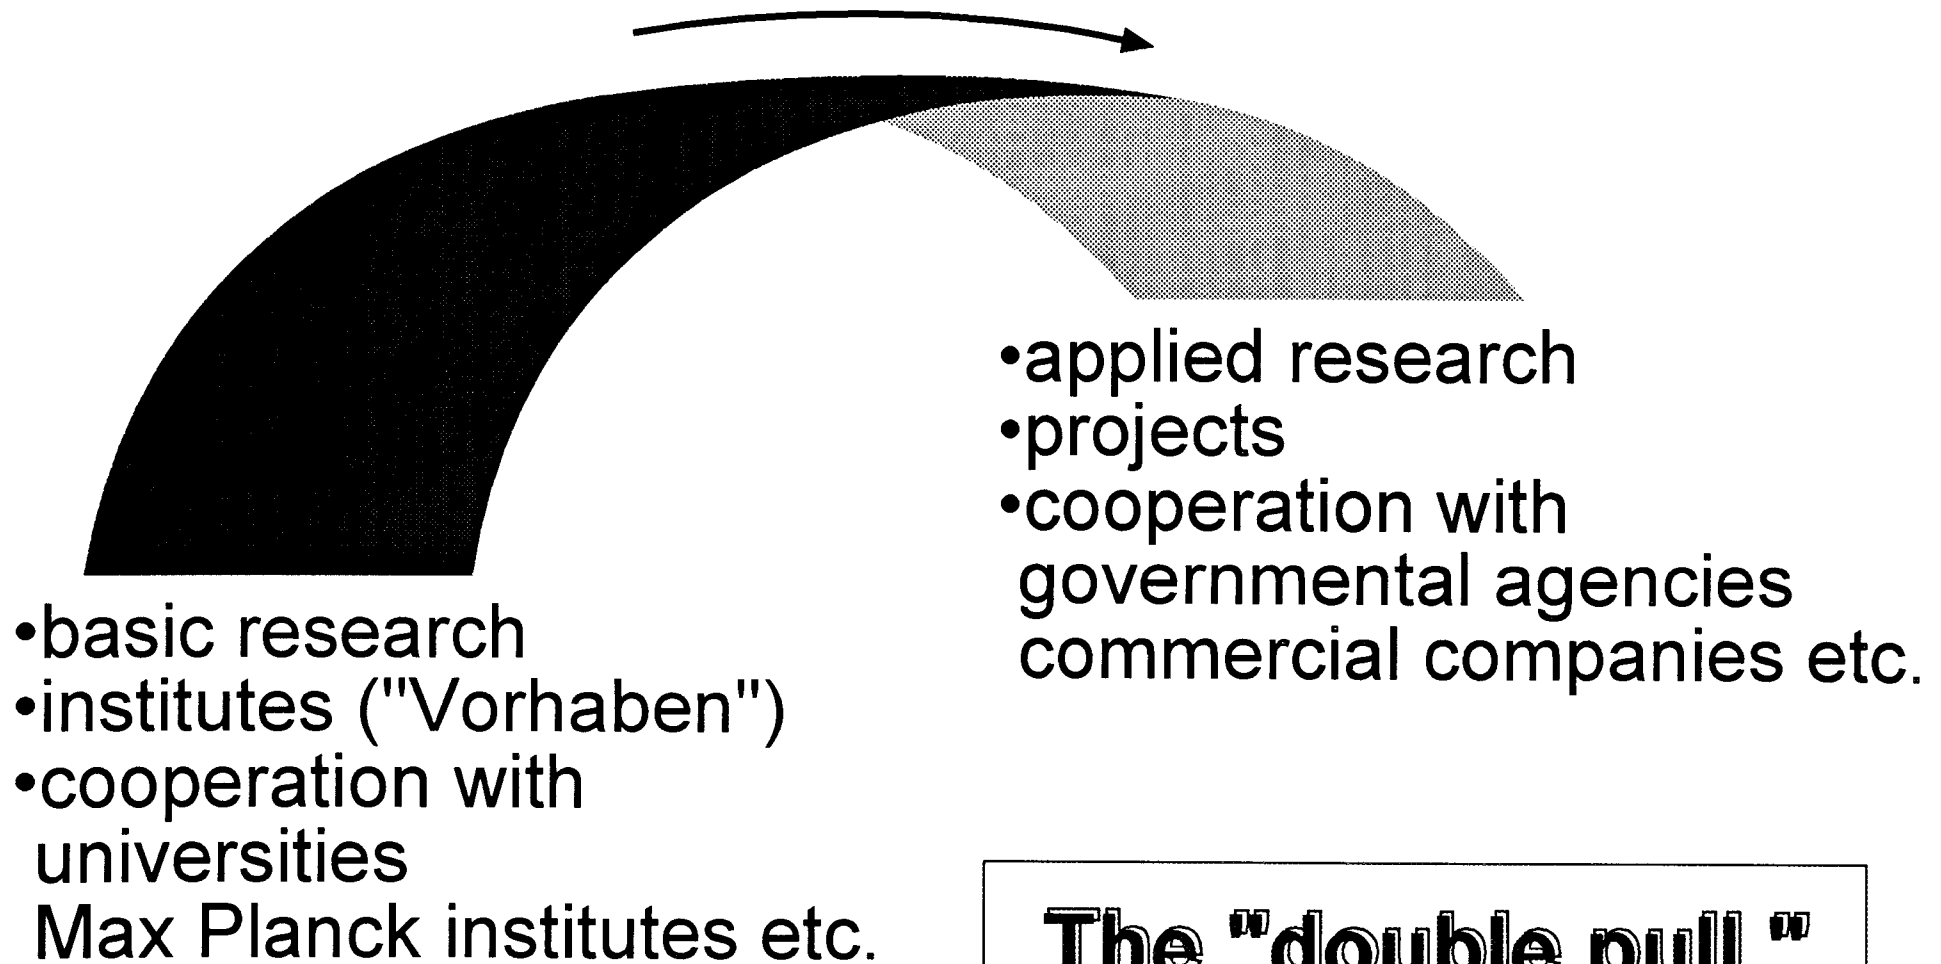 •basic research
•institutes ("Vorhaben")
•cooperation with
universities
Max Planck institutes etc.
•applied research
•projects
•cooperation with
governmental agencies
commercial companies etc.
The "double pull"